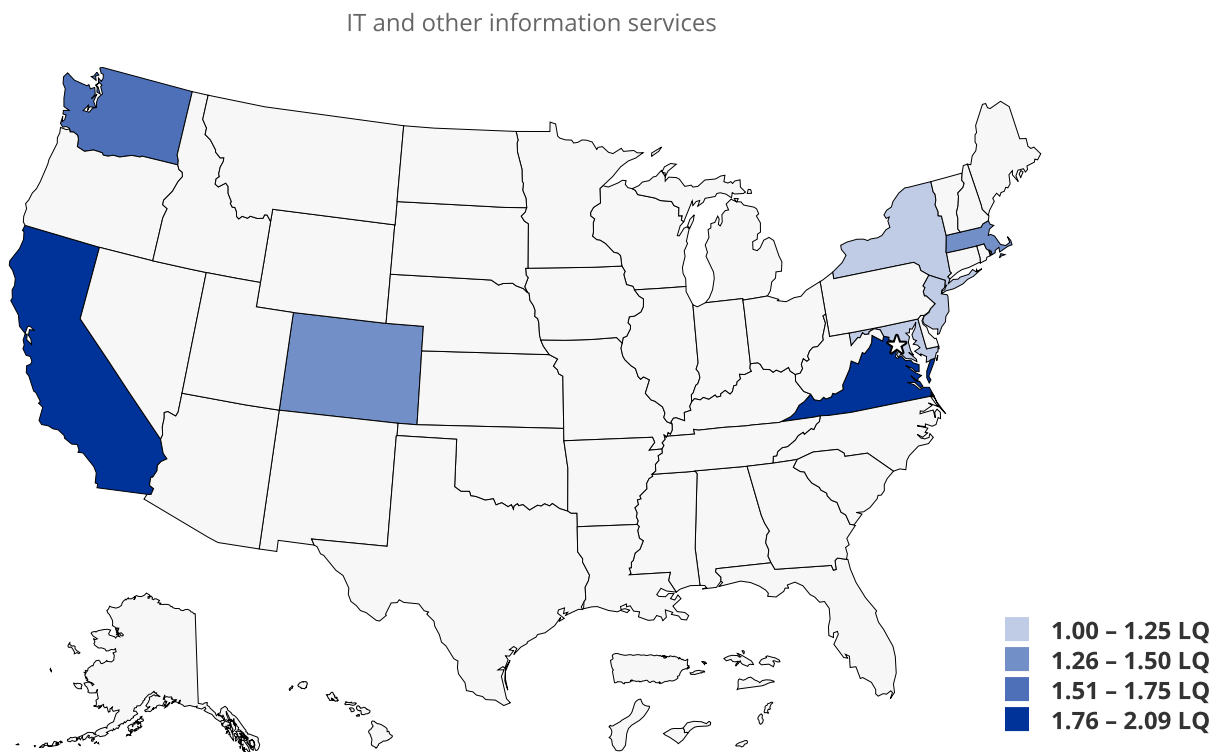 IT and other information services
1.00 – 1.25 LQ
1.26 – 1.50 LQ
1.51 – 1.75 LQ
1.76 – 2.09 LQ